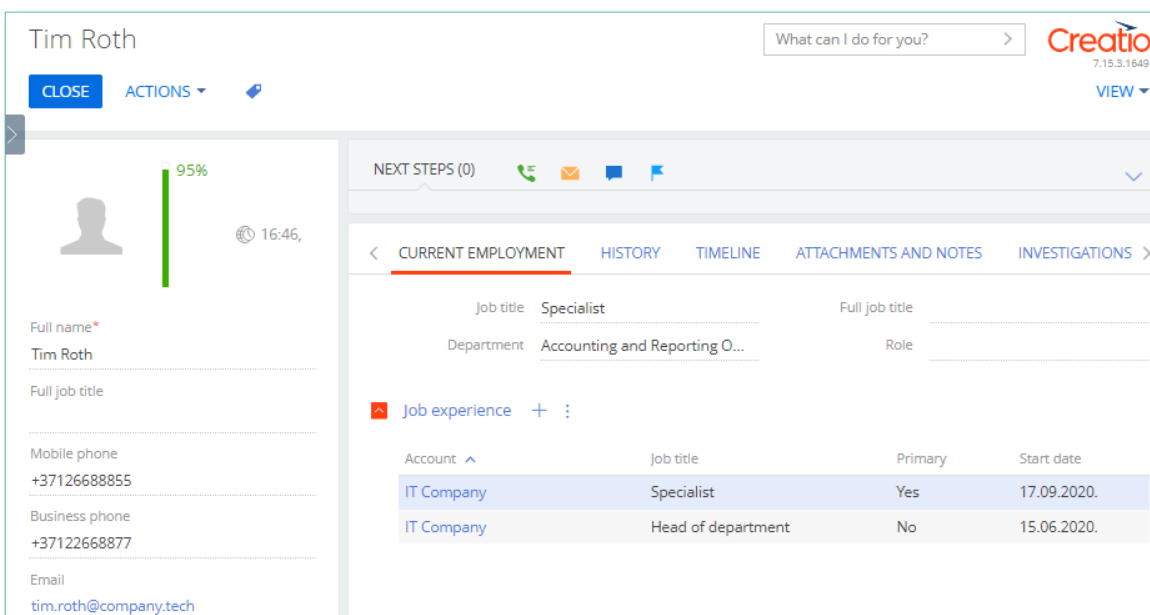 Tim Roth
What can I do for you?
Creatio
7.15.3.1649
CLOSE
ACTIONS
VIEW
95%
16:46,
Full name*
Tim Roth
Full job title
Mobile phone
+37126688855
Business phone
+37122668877
Email
tim.roth@company.tech
NEXT STEPS (0)
CURRENT EMPLOYMENT HISTORY TIMELINE ATTACHMENTS AND NOTES INVESTIGATIONS
Job title Specialist Full job title
Department Accounting and Reporting O... Role
Job experience
Account Job title Primary Start date
IT Company Specialist Yes 17.09.2020.
IT Company Head of department No 15.06.2020.